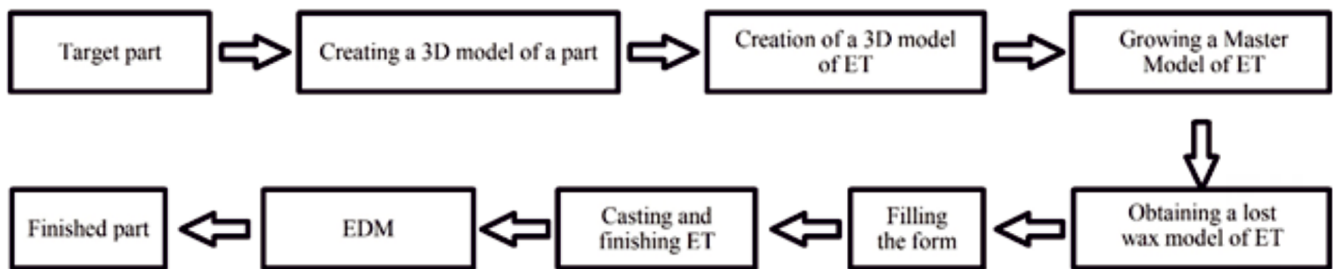 Target part
Creating a 3D model of a part
Creation of a 3D model
of ET
Growing a Master
Model of ET
Obtaining a lost
wax model of ET
Filling
the form
Casting and
finishing ET
EDM
Finished part